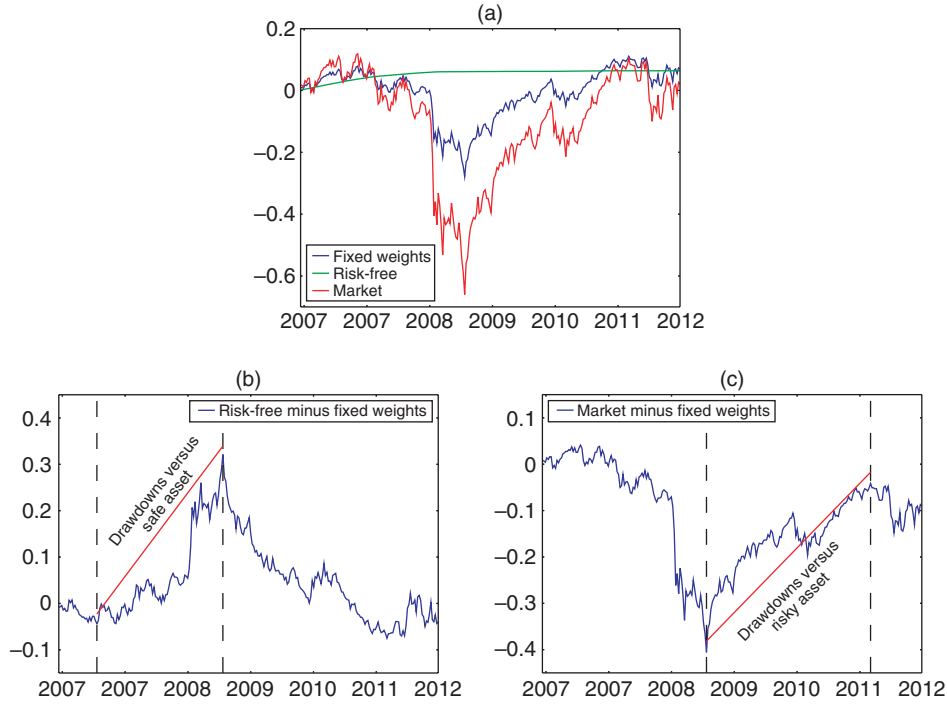 (a)
0.2
0
−0.2
−0.4
−0.6
Fixed weights
Risk-free
Market
2007 2007 2008 2009 2010 2011 2012
(b)
0.4
0.3
0.2
0.1
0
−0.1
Risk-free minus fixed weights
Drawdowns versus
safe asset
2007 2007 2008 2009 2010 2011 2012
(c)
0.1
0
−0.1
−0.2
−0.3
−0.4
Market minus fixed weights
Drawdowns versus
risky asset
2007 2007 2008 2009 2010 2011 2012